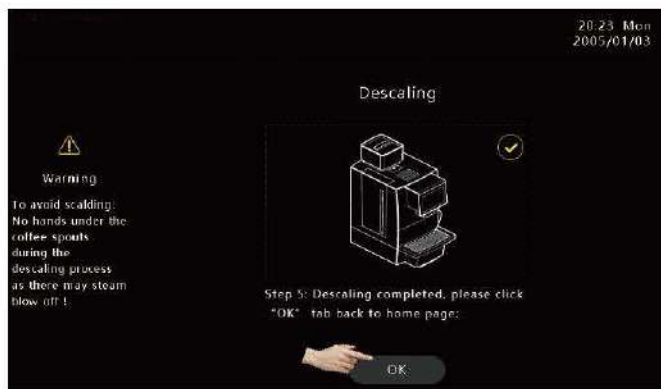 20:23 Mon
2005/01/03
Descaling
Warning
To avoid scalding:
No hands under the
coffee spouts
during the
descaling process
as there may steam
blow off !
Step 5: Descaling completed, please click
"OK" tab back to home page;
OK